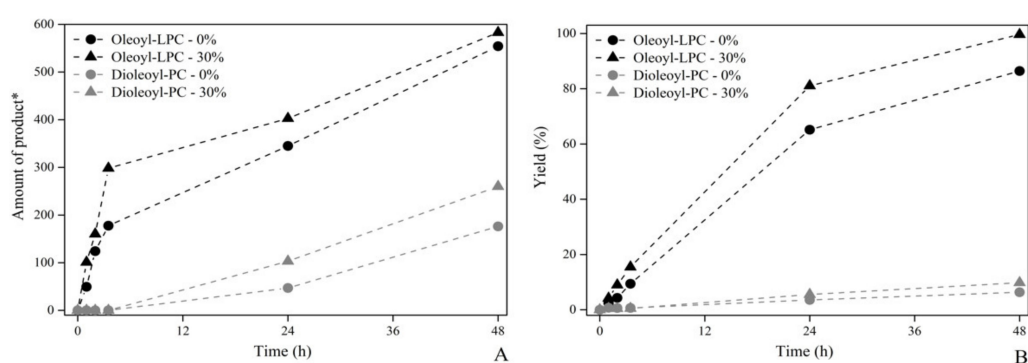 600
500
400
300
200
100
0
Amount of product*
Oleoyl-LPC - 0%
Oleoyl-LPC - 30%
Dioleoyl-PC - 0%
Dioleoyl-PC - 30%
0 12 24 36 48
Time (h)
A
100
80
60
40
20
0
Yield (%)
Oleoyl-LPC - 0%
Oleoyl-LPC - 30%
Dioleoyl-PC - 0%
Dioleoyl-PC - 30%
0 12 24 36 48
Time (h)
B